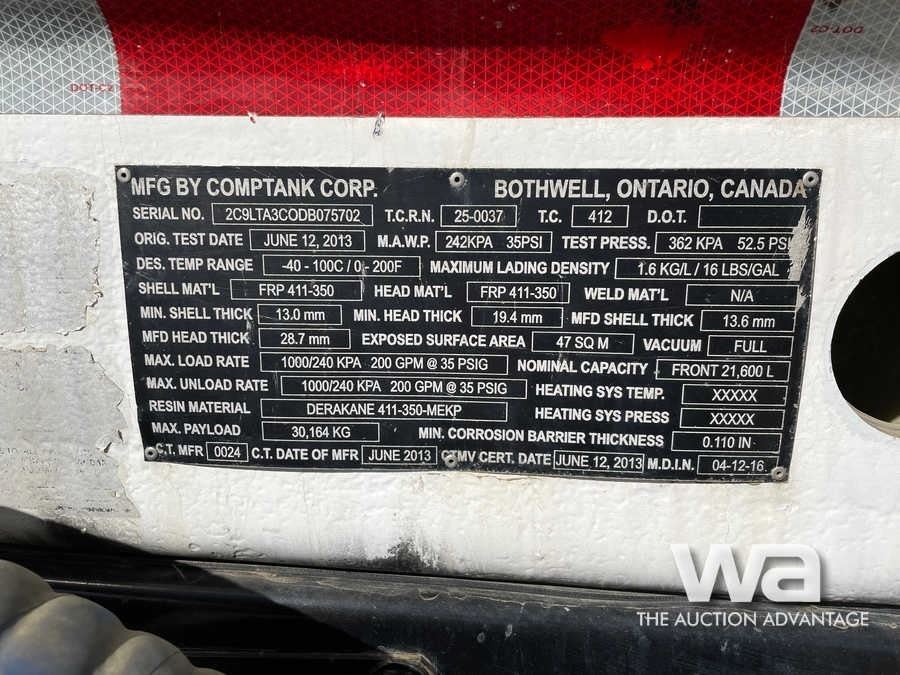 DOT-C2
DOT-C2
MFG BY COMPTANK CORP. BOTHWELL, ONTARIO, CANADA
SERIAL NO. 2C9LTA3CODB075702 T.C.R.N. 25-0037 T.C. 412 D.O.T.
ORIG. TEST DATE JUNE 12, 2013 M.A.W.P. 242KPA 35PSI TEST PRESS. 362 KPA 52.5 PSI
DES. TEMP RANGE -40 - 100C / 0 - 200F MAXIMUM LADING DENSITY 1.6 KG/L / 16 LBS/GAL
SHELL MAT'L FRP 411-350 HEAD MAT'L FRP 411-350 WELD MAT'L N/A
MIN. SHELL THICK 13.0 mm MIN. HEAD THICK 19.4 mm MFD SHELL THICK 13.6 mm
MFD HEAD THICK 28.7 mm EXPOSED SURFACE AREA 47 SQ M VACUUM FULL
MAX. LOAD RATE 1000/240 KPA 200 GPM @ 35 PSIG NOMINAL CAPACITY FRONT 21,600 L
MAX. UNLOAD RATE 1000/240 KPA 200 GPM @ 35 PSIG HEATING SYS TEMP. XXXXX
RESIN MATERIAL DERAKANE 411-350-MEKP HEATING SYS PRESS XXXXX
MAX. PAYLOAD 30,164 KG MIN. CORROSION BARRIER THICKNESS 0.110 IN
C.T. MFR 0024 C.T. DATE OF MFR JUNE 2013 CTMV CERT. DATE JUNE 12, 2013 M.D.I.N. 04-12-16
wa
THE AUCTION ADVANTAGE